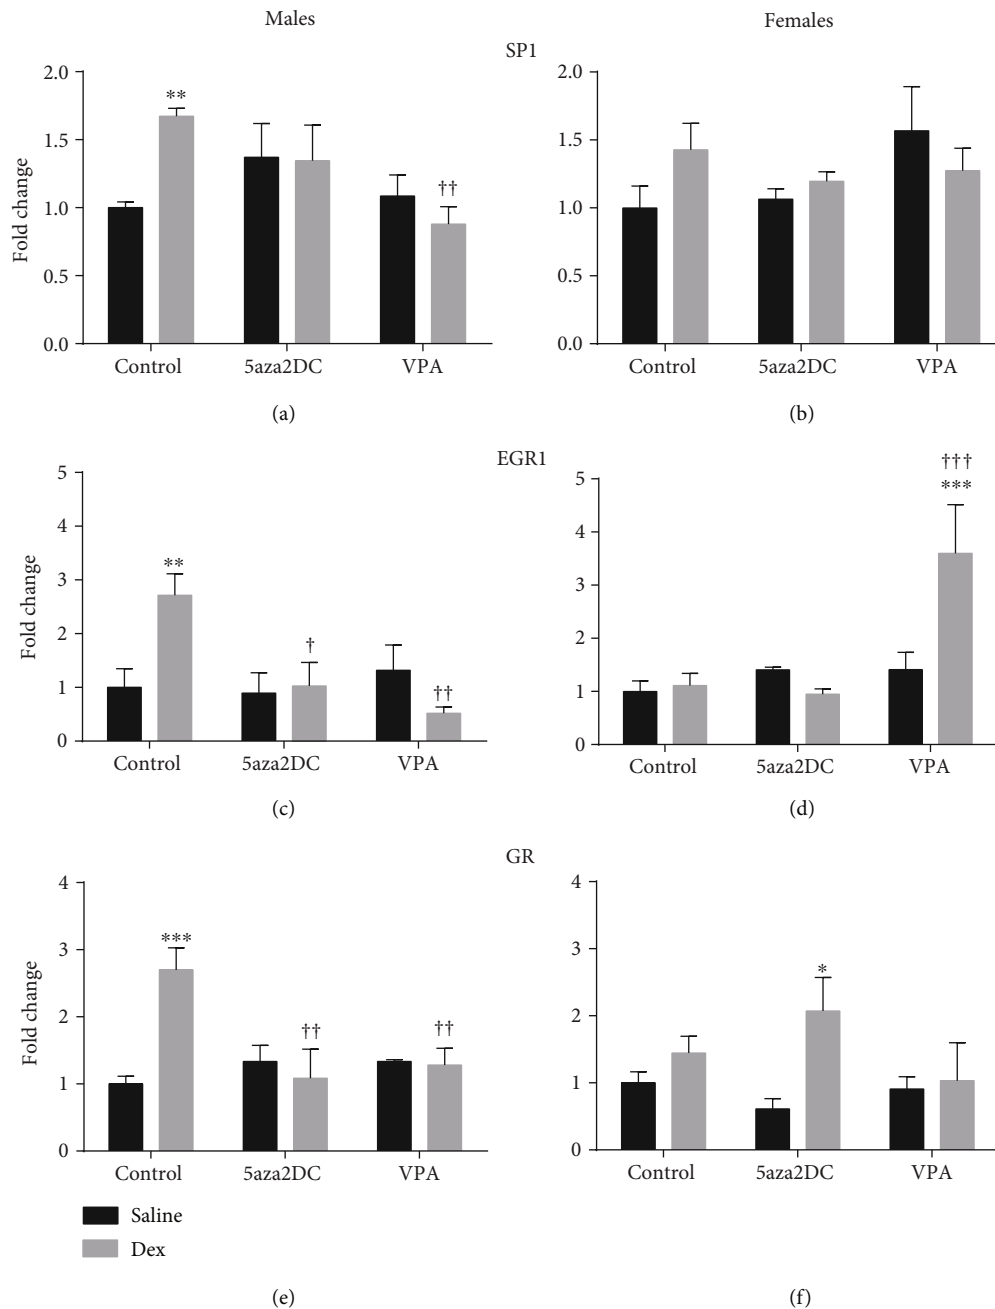 Males
Females
SP1
Fold change
2.0
1.5
1.0
0.5
0.0
**
††
Control
5aza2DC
VPA
(a)
2.0
1.5
1.0
0.5
0.0
Control
5aza2DC
VPA
(b)
EGR1
Fold change
5
4
3
2
1
0
**
†
††
Control
5aza2DC
VPA
(c)
5
4
3
2
1
0
†††
***
Control
5aza2DC
VPA
(d)
GR
Fold change
4
3
2
1
0
***
††
††
Control
5aza2DC
VPA
Saline
Dex
(e)
4
3
2
1
0
*
Control
5aza2DC
VPA
(f)